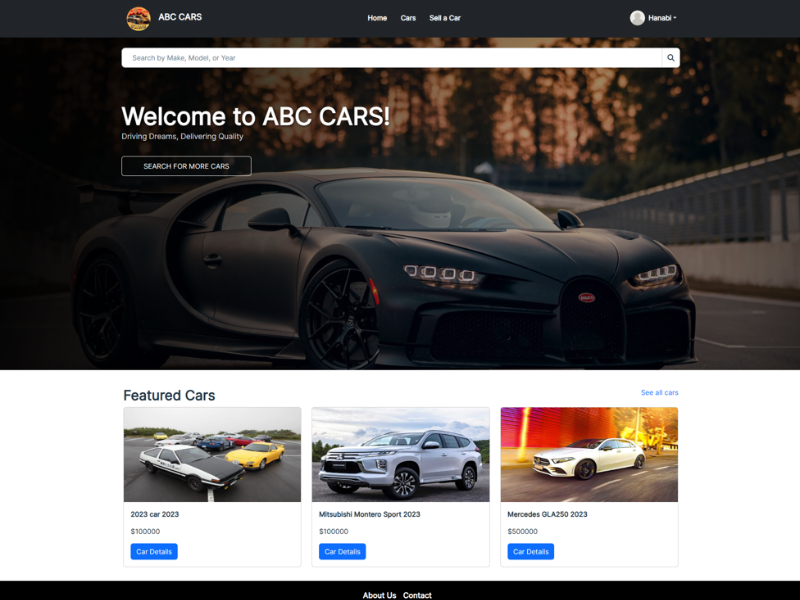 ABC CARS
Home Cars Sell a Car
Hanabi
Search by Make, Model, or Year
Welcome to ABC CARS!
Driving Dreams, Delivering Quality
SEARCH FOR MORE CARS
Featured Cars
See all cars
2023 car 2023
$100000
Car Details
Mitsubishi Montero Sport 2023
$100000
Car Details
Mercedes GLA250 2023
$500000
Car Details
About Us Contact